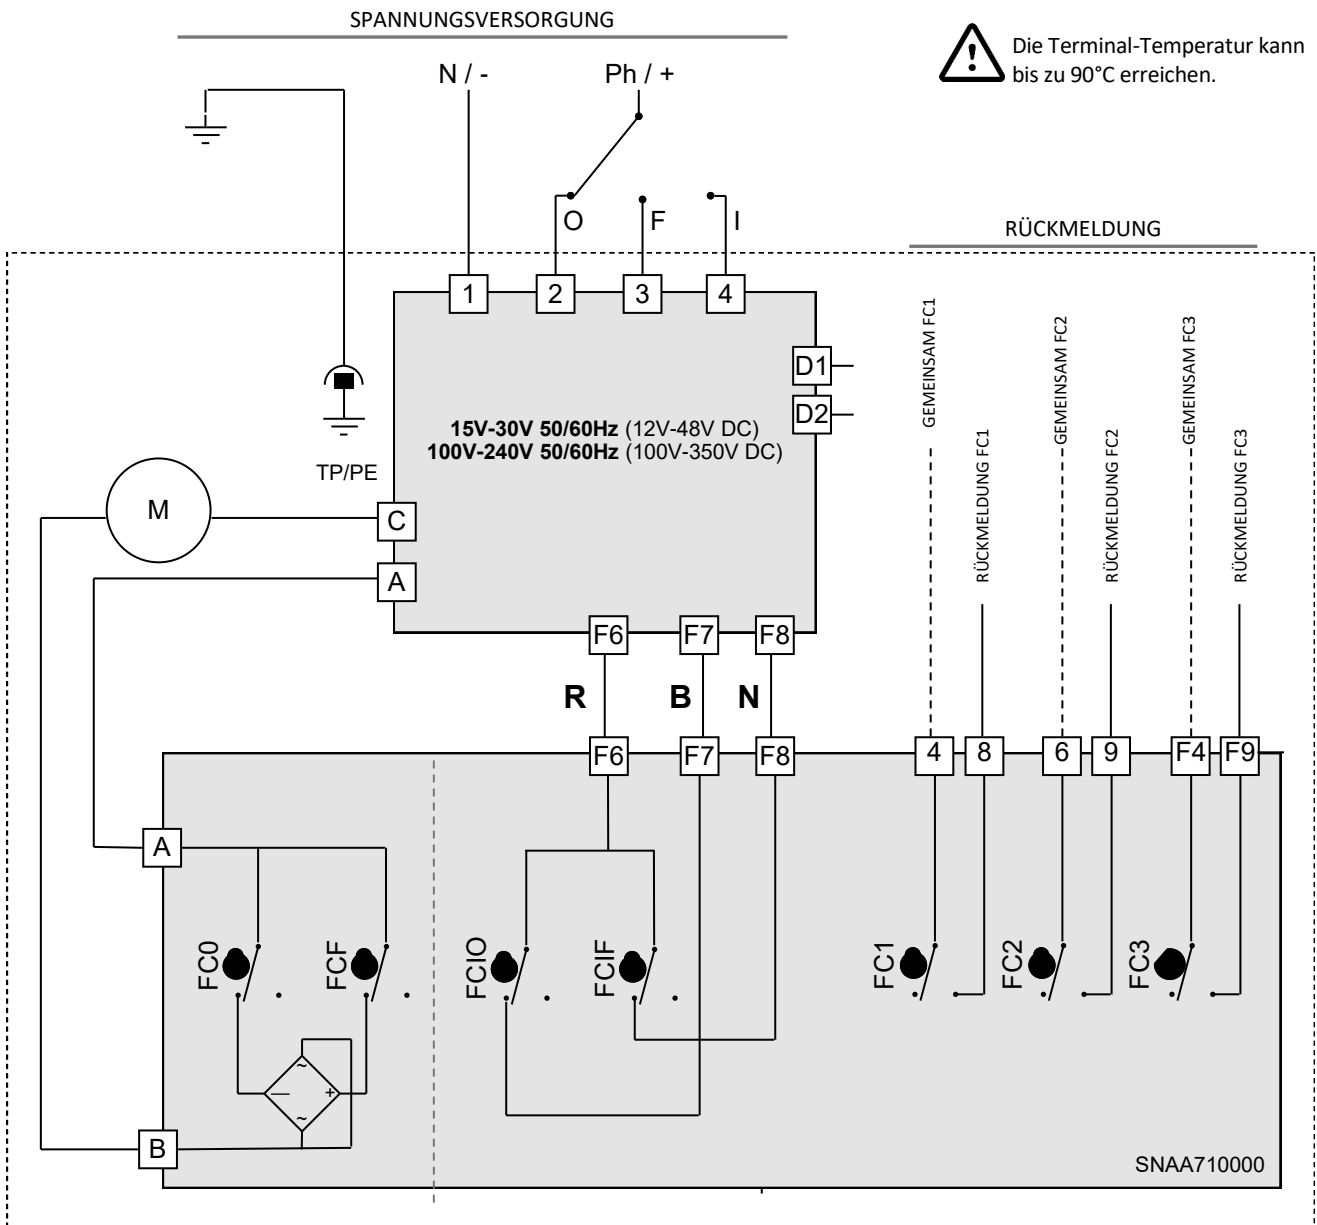 SPANNUNGSVERSORGUNG
Die Terminal-Temperatur kann
bis zu 90°C erreichen.
N / -
Ph / +
O
F
I
RÜCKMELDUNG
1
2
3
4
D1
D2
15V-30V 50/60Hz (12V-48V DC)
100V-240V 50/60Hz (100V-350V DC)
TP/PE
M
C
A
F6
F7
F8
GEMEINSAM FC1
RÜCKMELDUNG FC1
GEMEINSAM FC2
RÜCKMELDUNG FC2
GEMEINSAM FC3
RÜCKMELDUNG FC3
R
B
N
F6
F7
F8
4
8
6
9
F4
F9
A
FC0
FCF
FCIO
FCIF
FC1
FC2
FC3
~
—
+
~
B
SNAA710000